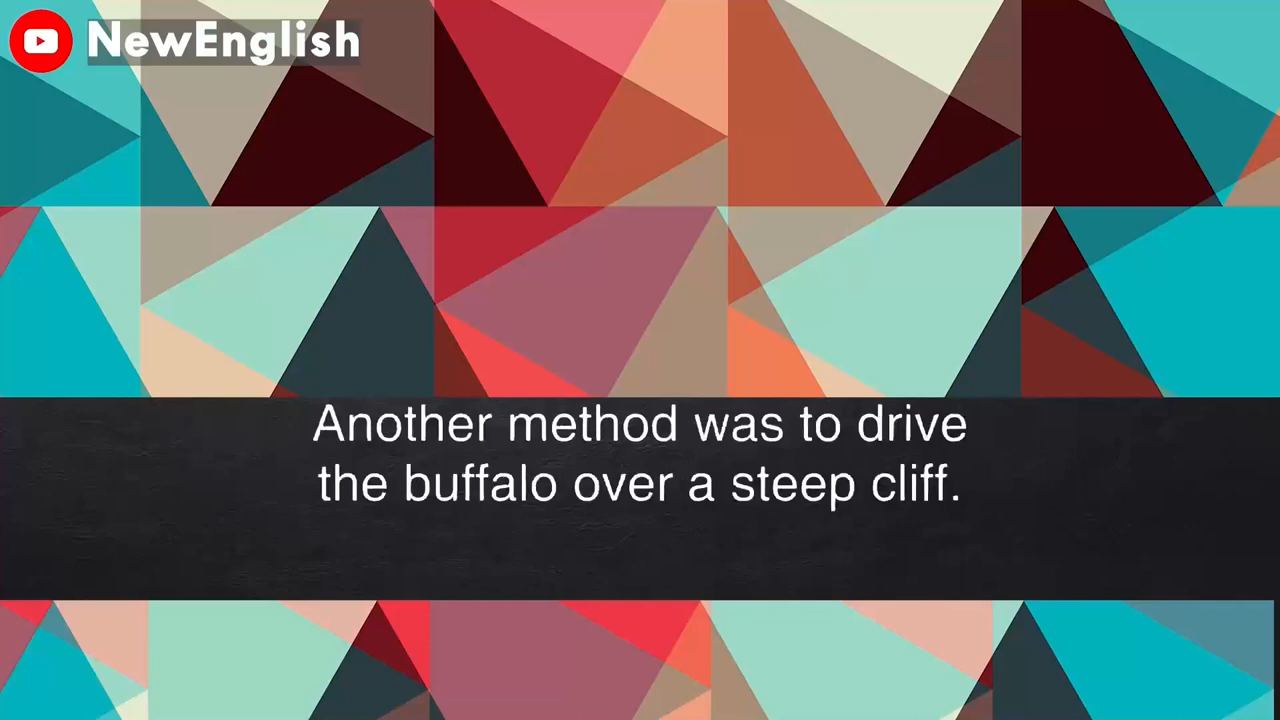 NewEnglish
Another method was to drive
the buffalo over a steep cliff.